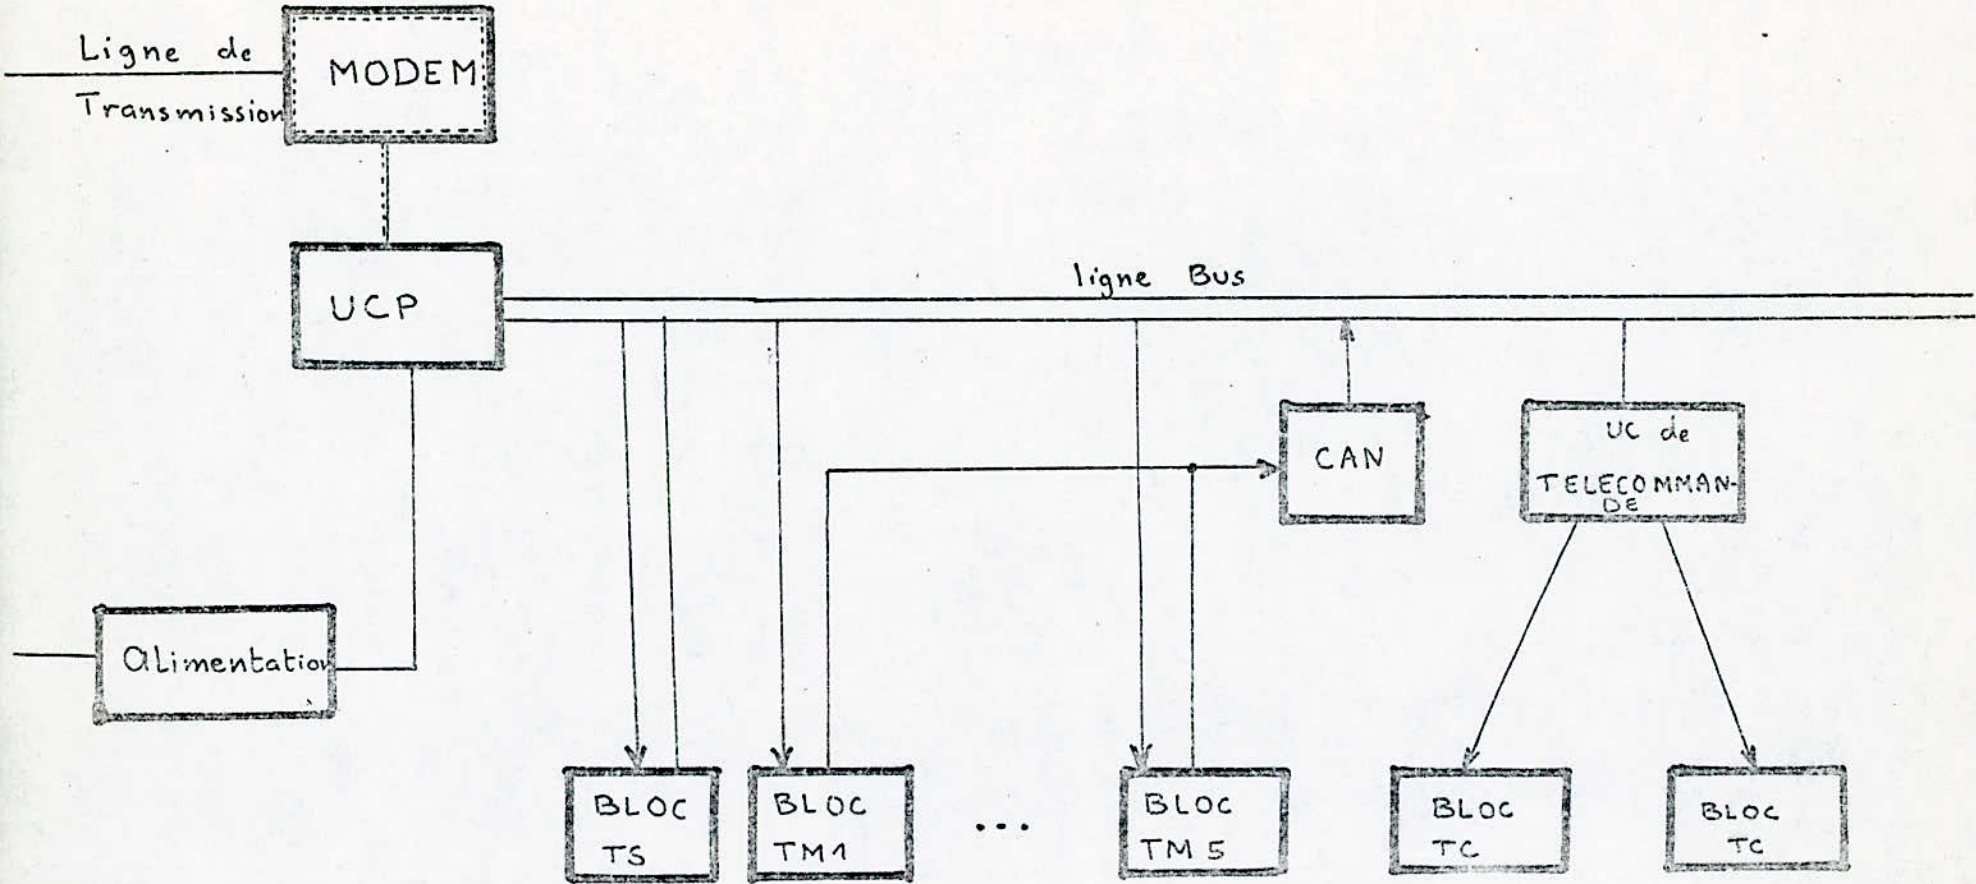 Ligne de
Transmission
MODEM
UCP
ligne Bus
CAN
UC de
TELECOMMAN-
DE
alimentation
BLOC
TS
BLOC
TM1
...
BLOC
TM5
BLOC
TC
BLOC
TC